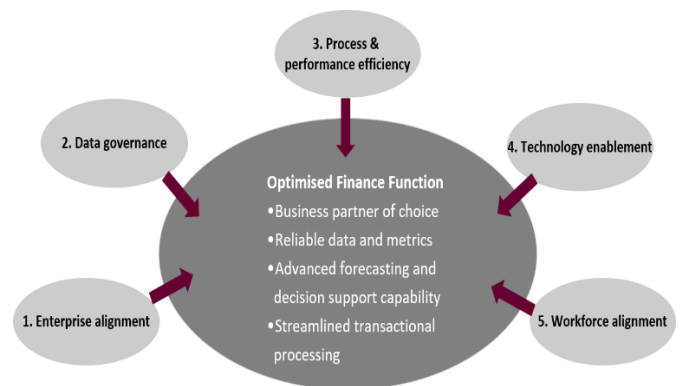 3. Process &
performance efficiency
2. Data governance
4. Technology enablement
Optimised Finance Function
•Business partner of choice
•Reliable data and metrics
•Advanced forecasting and
decision support capability
•Streamlined transactional
processing
1. Enterprise alignment
5. Workforce alignment